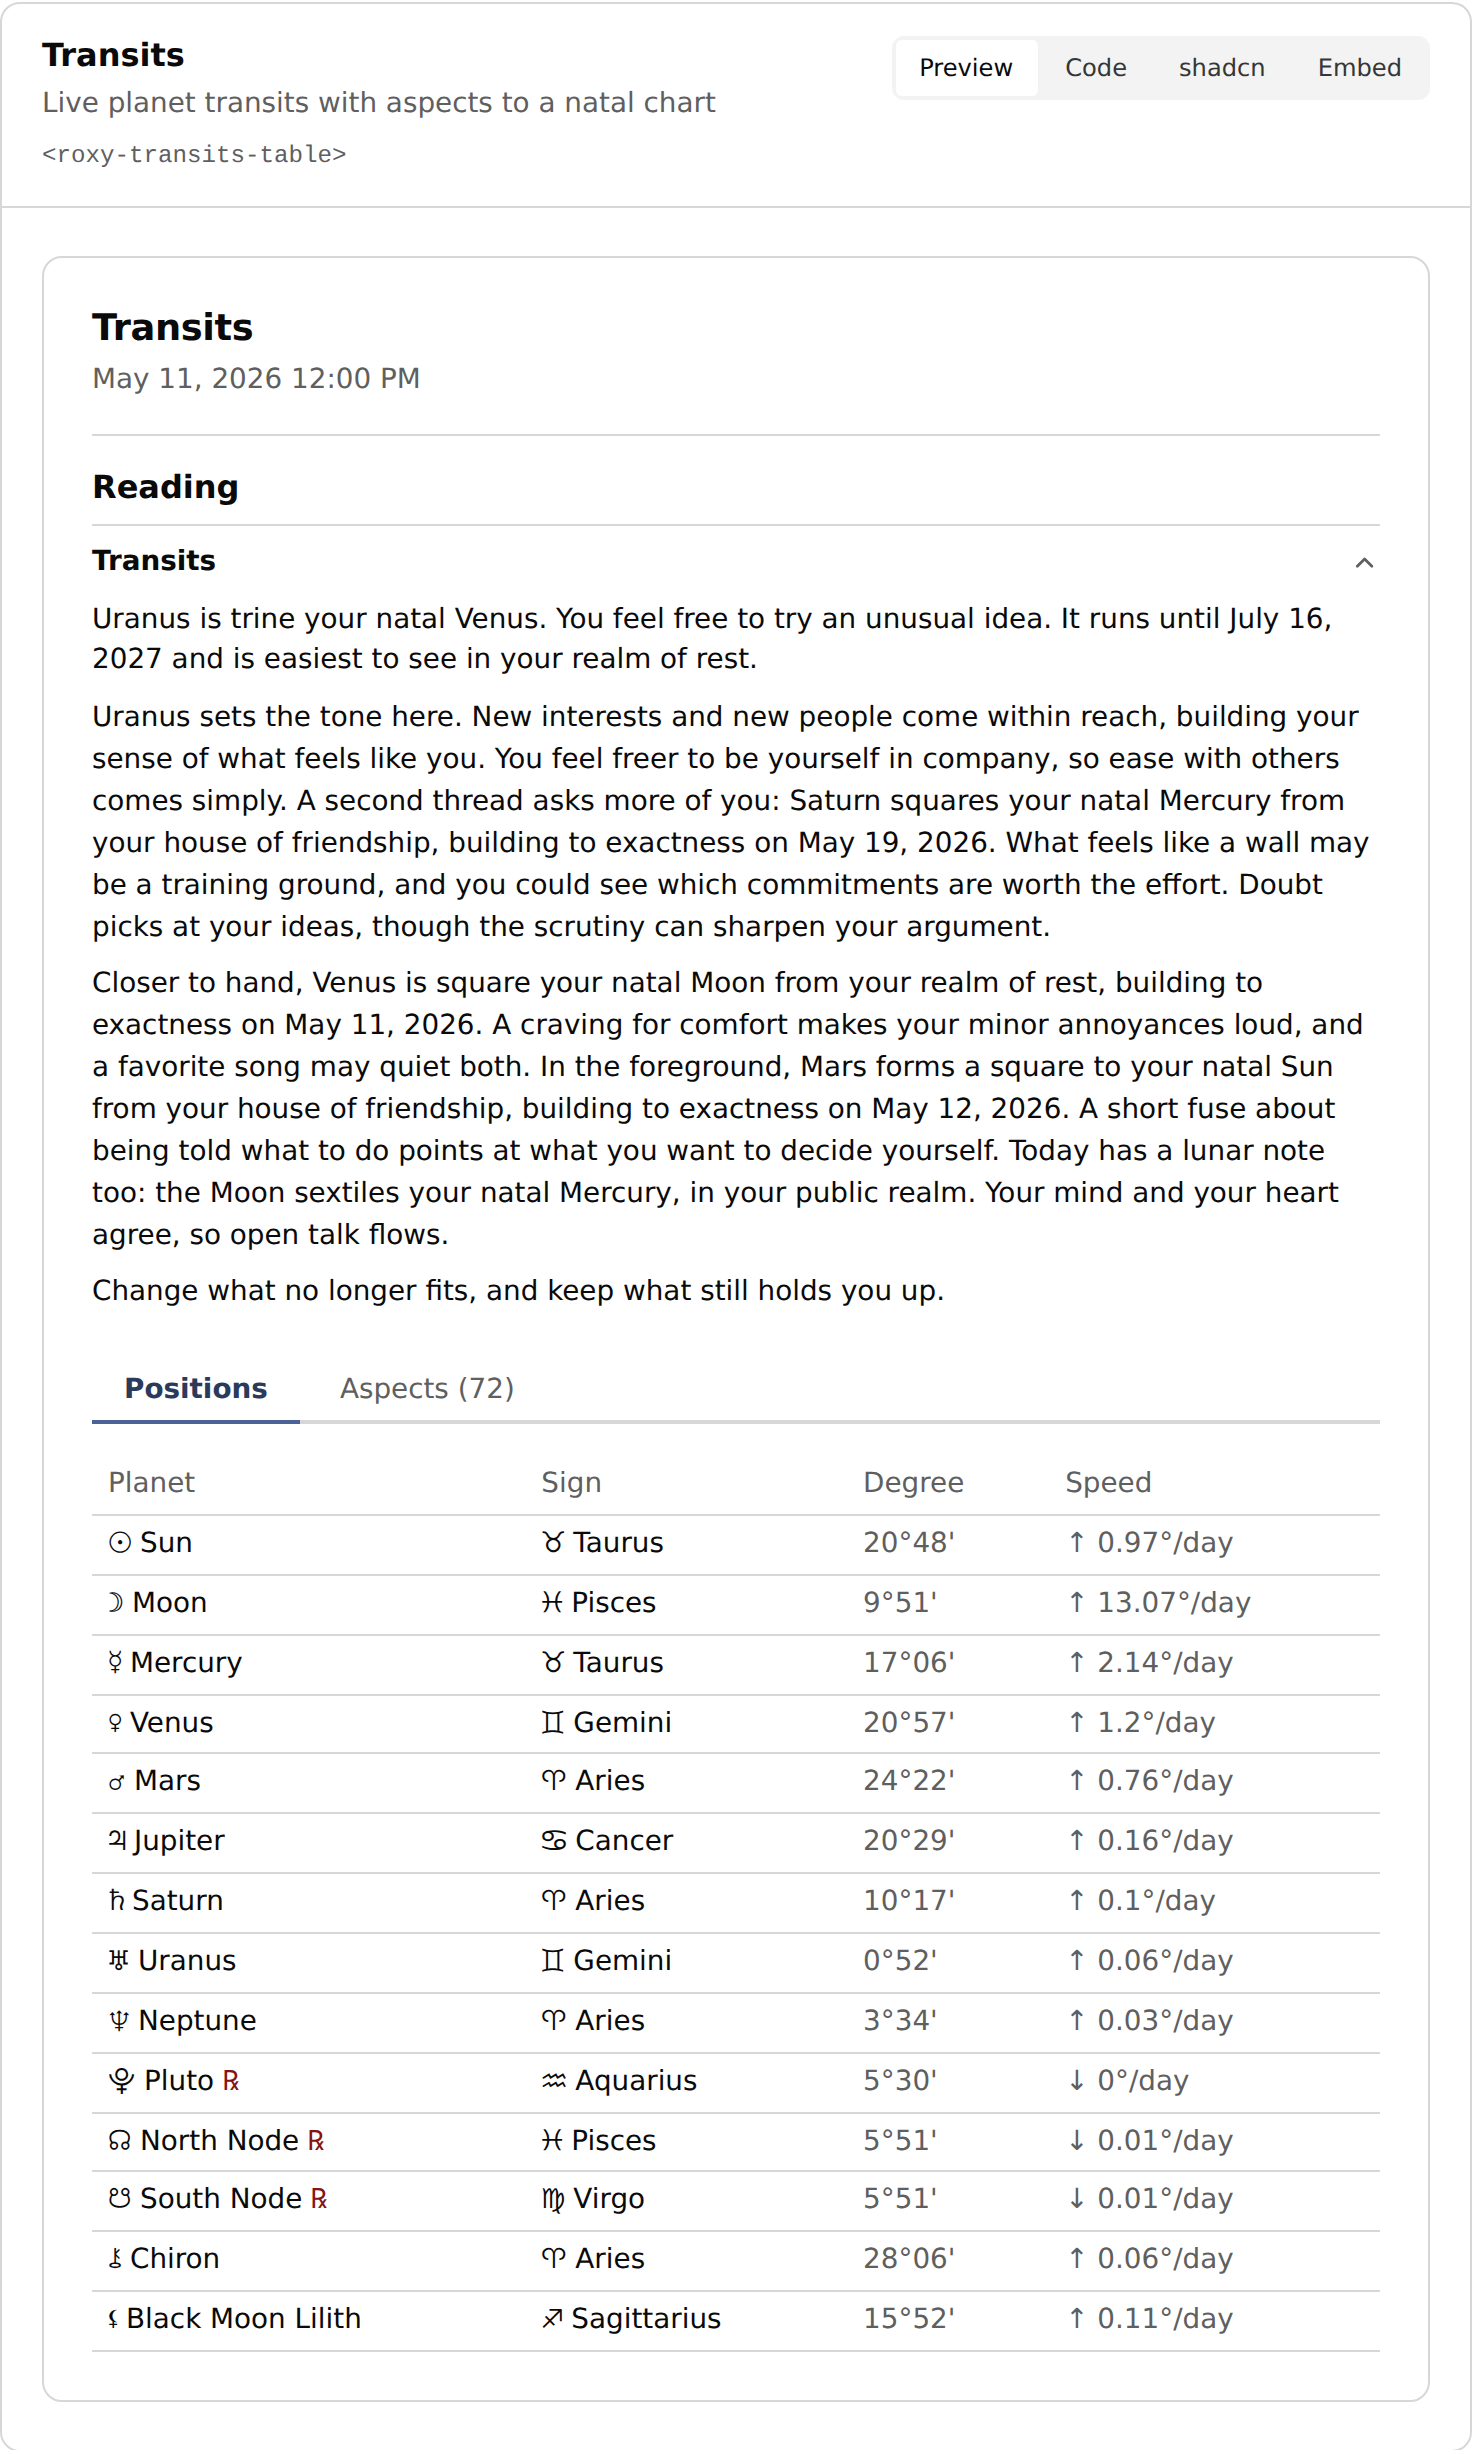 Transits
Preview Code shadcn Embed
Live planet transits with aspects to a natal chart
<roxy-transits-table>
Transits
May 11, 2026 12:00 PM
Reading
Transits
Uranus is trine your natal Venus. You feel free to try an unusual idea. It runs until July 16,
2027 and is easiest to see in your realm of rest.
Uranus sets the tone here. New interests and new people come within reach, building your
sense of what feels like you. You feel freer to be yourself in company, so ease with others
comes simply. A second thread asks more of you: Saturn squares your natal Mercury from
your house of friendship, building to exactness on May 19, 2026. What feels like a wall may
be a training ground, and you could see which commitments are worth the effort. Doubt
picks at your ideas, though the scrutiny can sharpen your argument.
Closer to hand, Venus is square your natal Moon from your realm of rest, building to
exactness on May 11, 2026. A craving for comfort makes your minor annoyances loud, and
a favorite song may quiet both. In the foreground, Mars forms a square to your natal Sun
from your house of friendship, building to exactness on May 12, 2026. A short fuse about
being told what to do points at what you want to decide yourself. Today has a lunar note
too: the Moon sextiles your natal Mercury, in your public realm. Your mind and your heart
agree, so open talk flows.
Change what no longer fits, and keep what still holds you up.
Positions Aspects (72)
Planet Sign Degree Speed
☉ Sun ♉ Taurus 20°48' ↑ 0.97°/day
☽ Moon ♓ Pisces 9°51' ↑ 13.07°/day
☿ Mercury ♉ Taurus 17°06' ↑ 2.14°/day
♀ Venus ♊ Gemini 20°57' ↑ 1.2°/day
♂ Mars ♈ Aries 24°22' ↑ 0.76°/day
♃ Jupiter ♋ Cancer 20°29' ↑ 0.16°/day
♄ Saturn ♈ Aries 10°17' ↑ 0.1°/day
♅ Uranus ♊ Gemini 0°52' ↑ 0.06°/day
♆ Neptune ♈ Aries 3°34' ↑ 0.03°/day
♇ Pluto ℞ ♒ Aquarius 5°30' ↓ 0°/day
☊ North Node ℞ ♓ Pisces 5°51' ↓ 0.01°/day
☋ South Node ℞ ♍ Virgo 5°51' ↓ 0.01°/day
⚷ Chiron ♈ Aries 28°06' ↑ 0.06°/day
⚸ Black Moon Lilith ♐ Sagittarius 15°52' ↑ 0.11°/day